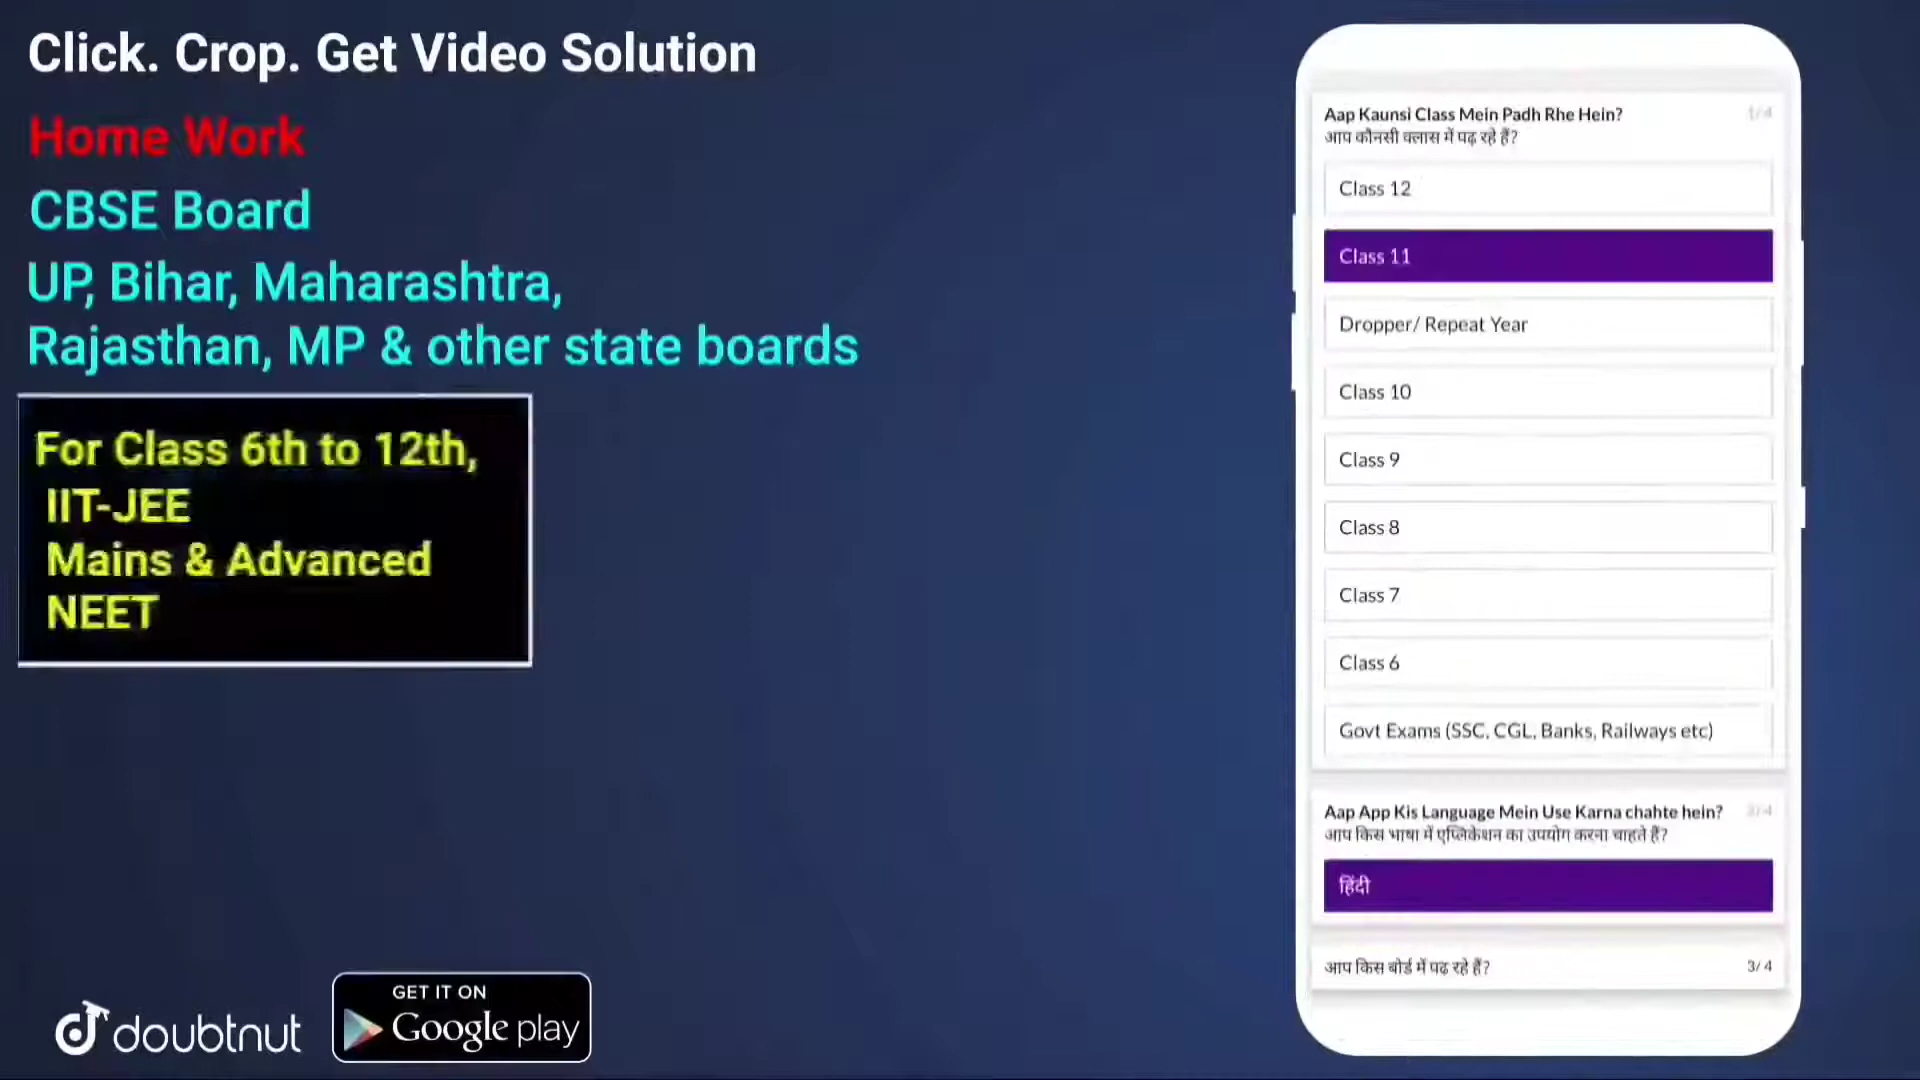 Click. Crop. Get Video Solution
Home Work
CBSE Board
UP, Bihar, Maharashtra,
Rajasthan, MP & other state boards
For Class 6th to 12th,
IIT-JEE
Mains & Advanced
NEET
doubtnut
GET IT ON
Google play
Aap Kaunsi Class Mein Padh Rhe Hein? 1/4
आप कौनसी क्लास में पढ़ रहे हैं?
Class 12
Class 11
Dropper/ Repeat Year
Class 10
Class 9
Class 8
Class 7
Class 6
Govt Exams (SSC, CGL, Banks, Railways etc)
Aap App Kis Language Mein Use Karna chahte hein? 2/4
आप किस भाषा में एप्लिकेशन का उपयोग करना चाहते हैं?
हिंदी
आप किस बोर्ड में पढ रहे हैं? 3/4